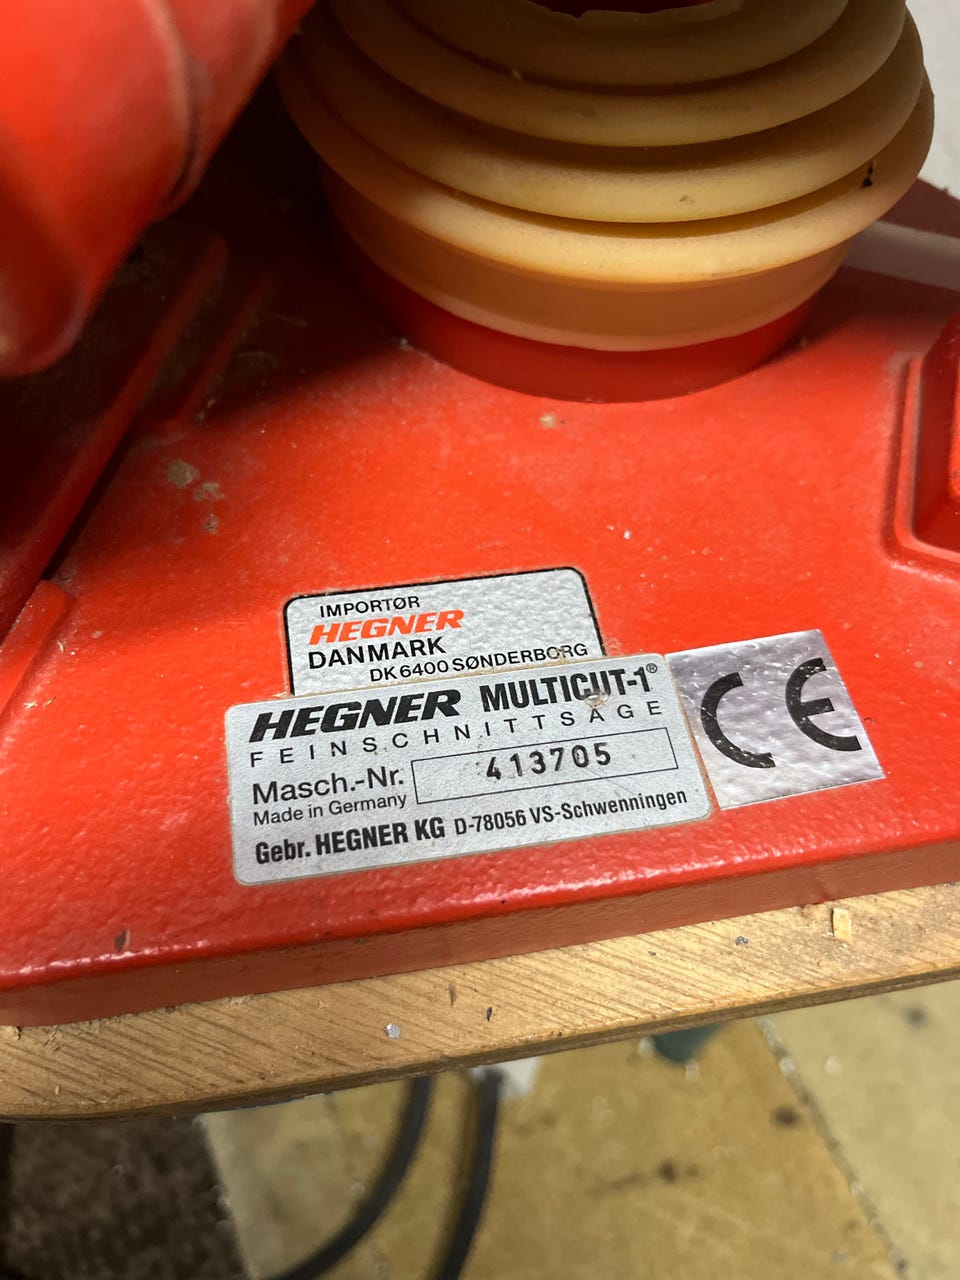 IMPORTØR
HEGNER
DANMARK
DK 6400 SØNDERBORG
HEGNER MULTICUT-1®
FEINSCHNITTSÄGE
Masch.-Nr. 413705
Made in Germany
Gebr. HEGNER KG D-78056 VS-Schwenningen
CE